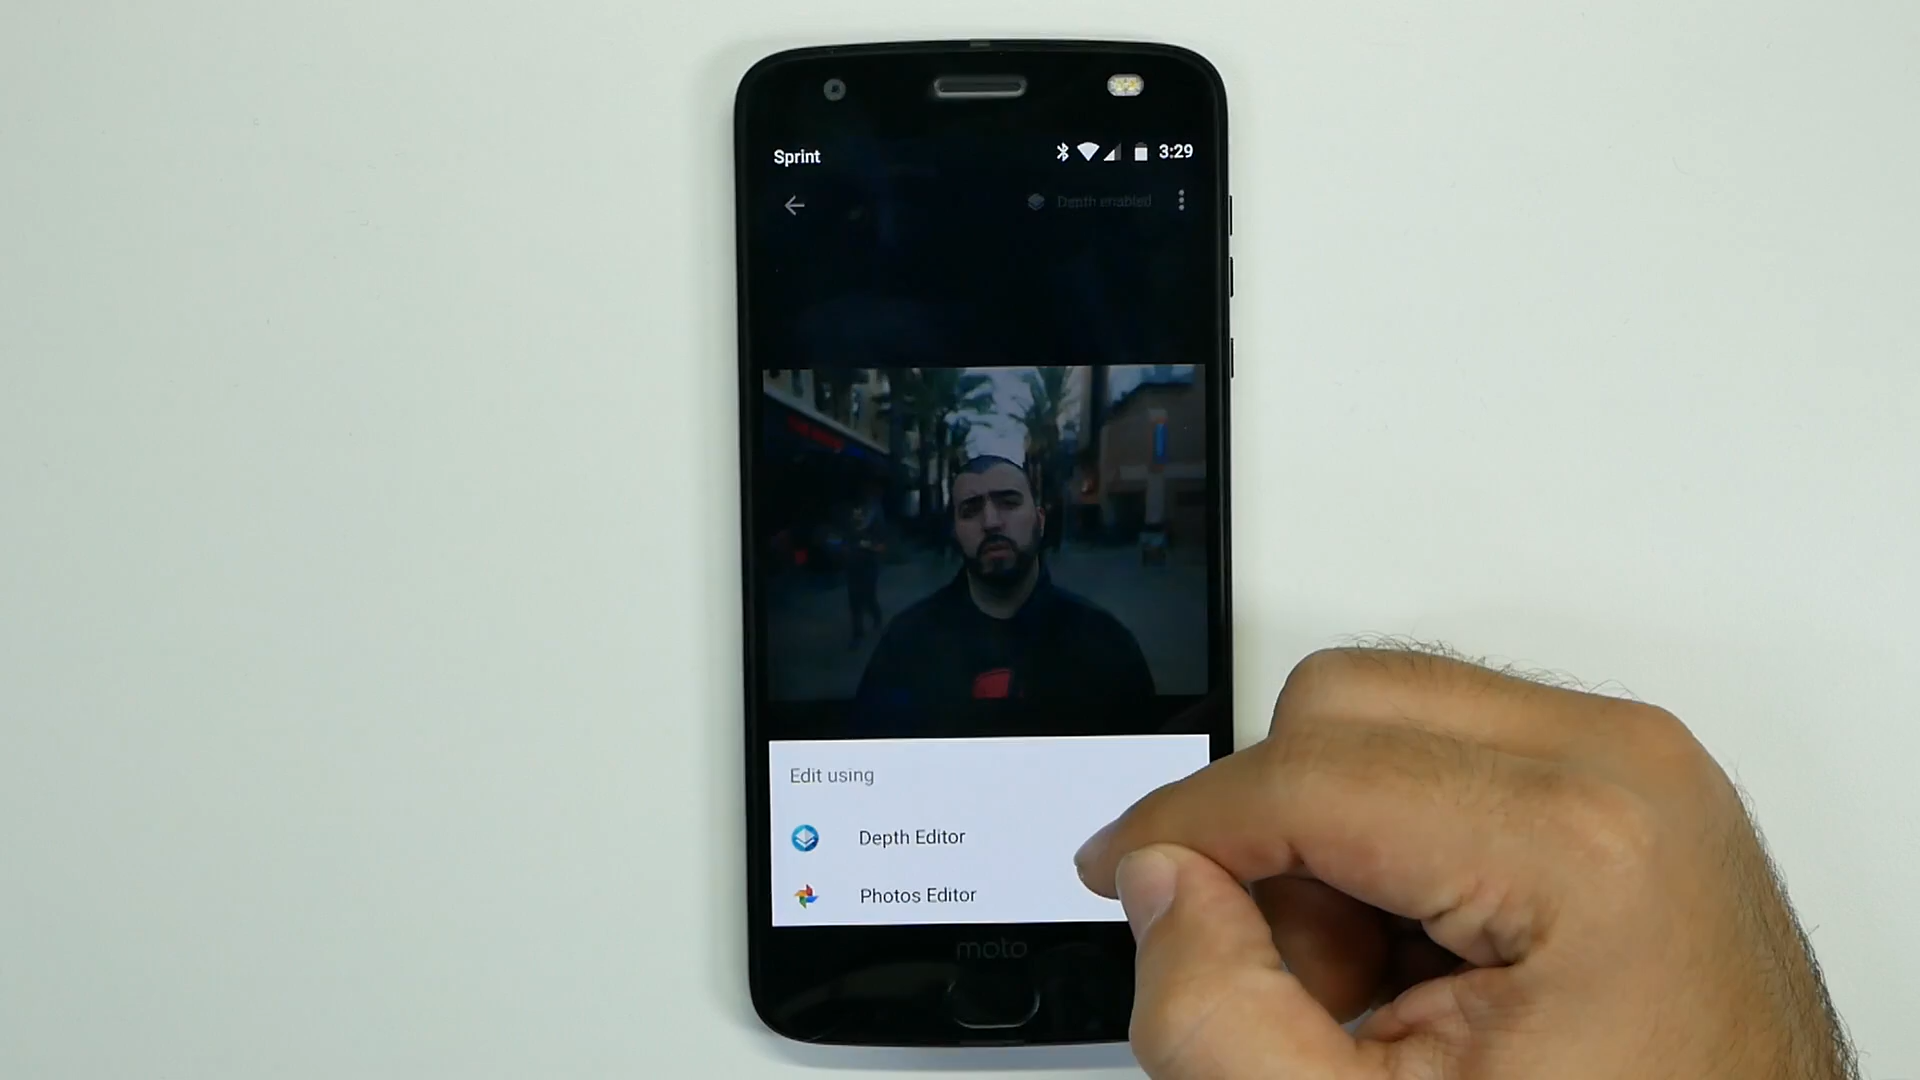 Sprint 3:29
Depth enabled
Edit using
Depth Editor
Photos Editor
moto